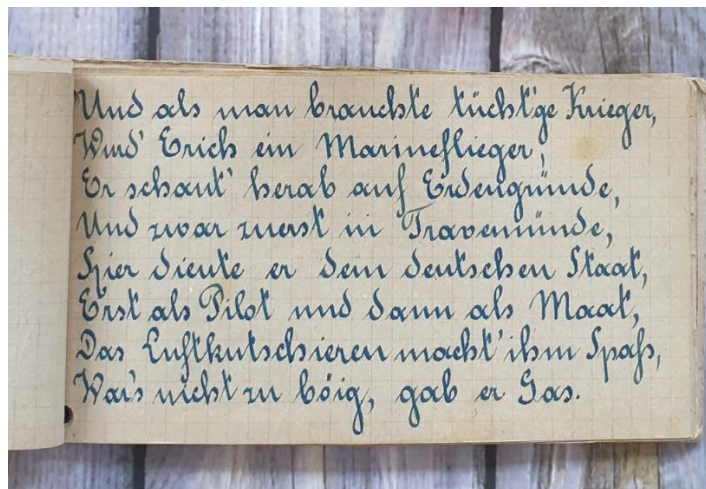 Und als man brauchte tücht'ge Krieger,
Wurd' Erich ein Marineflieger,
Er schaut' herab auf Erdengründe,
Und zwar zuerst in Travemünde,
Hier diente er dem deutschen Staat,
Erst als Pilot und dann als Maat,
Das Luftkutschieren macht' ihm Spaß,
War's nicht zu böig, gab er Gas.